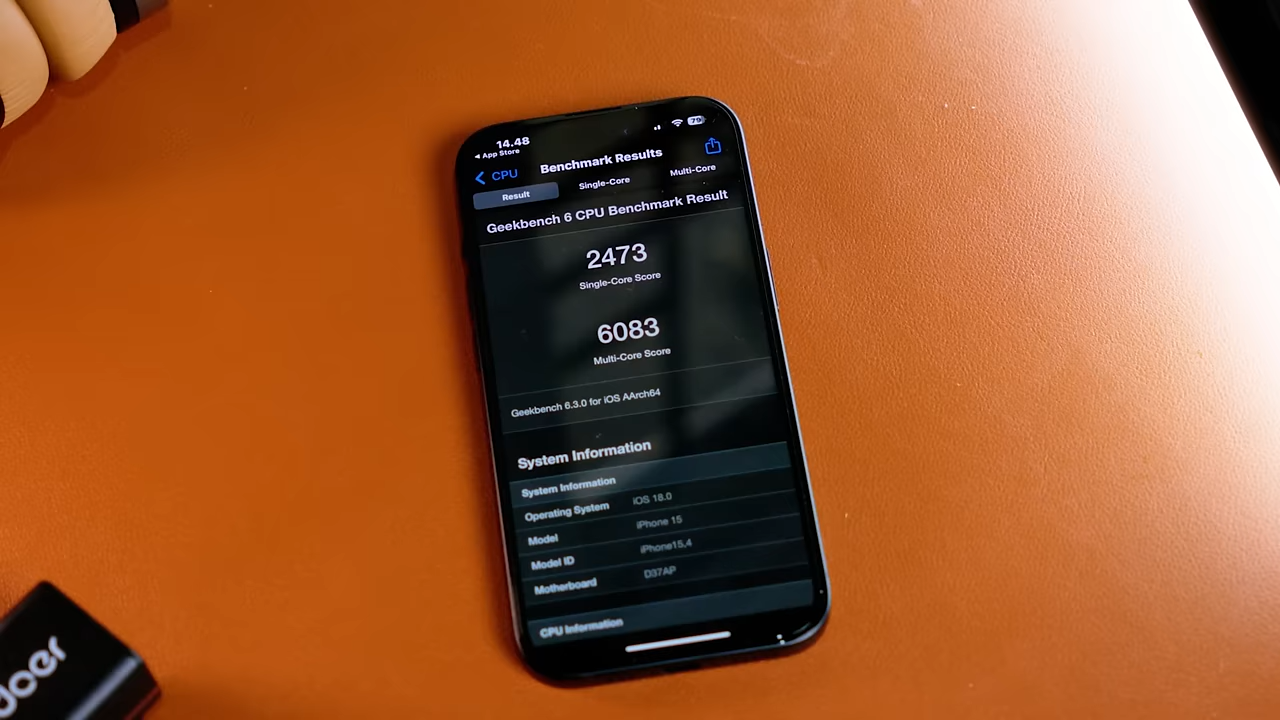 14.48
79
◀ App Store
CPU
Benchmark Results
Result
Single-Core
Multi-Core
Geekbench 6 CPU Benchmark Result
2473
Single-Core Score
6083
Multi-Core Score
Geekbench 6.3.0 for iOS AArch64
System Information
System Information
Operating System iOS 18.0
Model iPhone 15
Model ID iPhone15,4
Motherboard D37AP
CPU Information